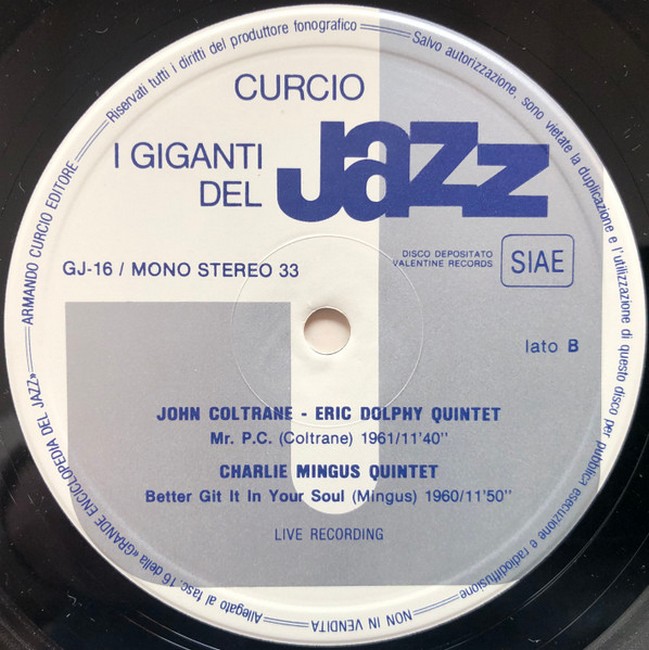 CURCIO
I GIGANTI
DEL
Jazz
GJ-16 / MONO STEREO 33
DISCO DEPOSITATO
VALENTINE RECORDS
SIAE
lato B
JOHN COLTRANE - ERIC DOLPHY QUINTET
Mr. P.C. (Coltrane) 1961/11'40''
CHARLIE MINGUS QUINTET
Better Git It In Your Soul (Mingus) 1960/11'50''
LIVE RECORDING
Riservati tutti i diritti del produttore fonografico
Salvo autorizzazione, sono vietate la duplicazione e l'utilizzazione di questo disco per pubblica esecuzione e radiodiffusione
NON IN VENDITA
Allegato al fasc. 16 della «GRANDE ENCICLOPEDIA DEL JAZZ»
ARMANDO CURCIO EDITORE